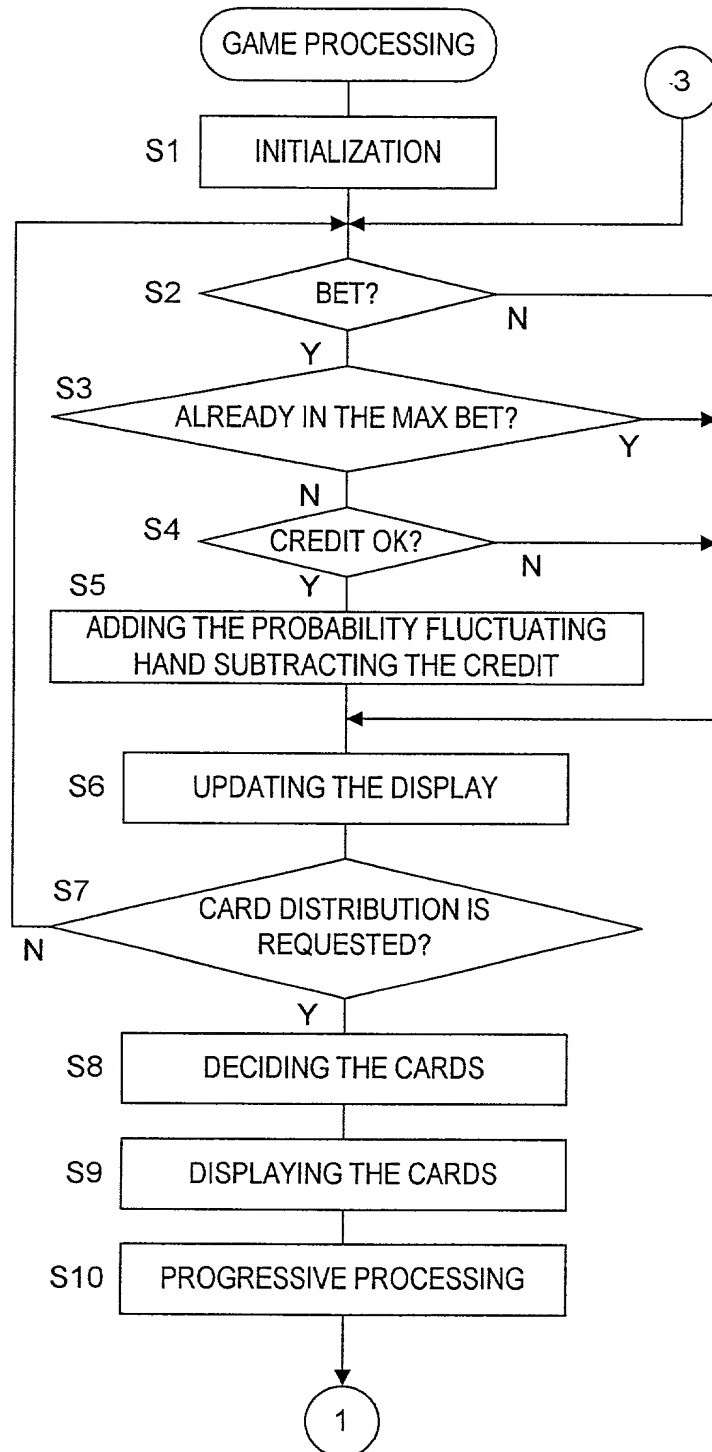 GAME PROCESSING
3
S1
INITIALIZATION
S2
BET?
N
Y
S3
ALREADY IN THE MAX BET?
Y
N
S4
CREDIT OK?
N
Y
S5
ADDING THE PROBABILITY FLUCTUATING
HAND SUBTRACTING THE CREDIT
S6
UPDATING THE DISPLAY
S7
CARD DISTRIBUTION IS
REQUESTED?
N
Y
S8
DECIDING THE CARDS
S9
DISPLAYING THE CARDS
S10
PROGRESSIVE PROCESSING
1